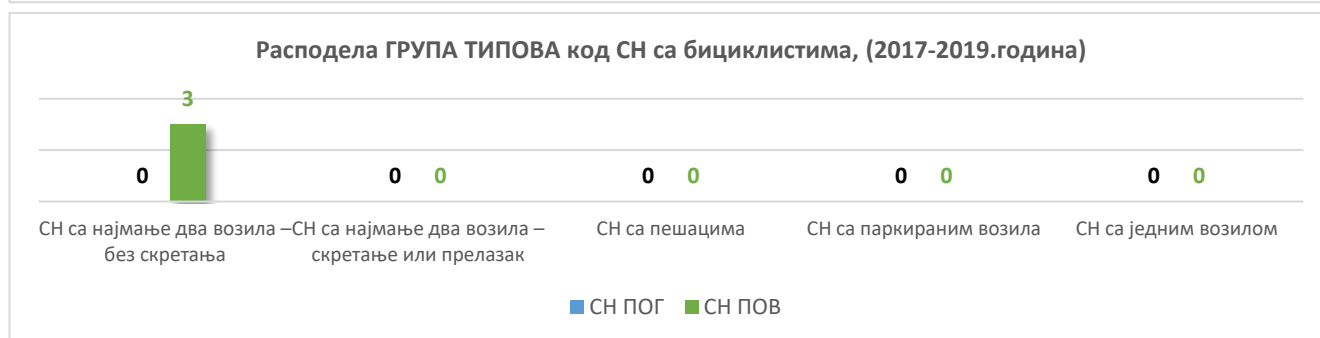 Расподела ГРУПА ТИПОВА код СН са бициклистима, (2017-2019.година)
3
0
0 0
0 0
0 0
0 0
СН са најмање два возила –
без скретања
СН са најмање два возила –
скретање или прелазак
СН са пешацима
СН са паркираним возила
СН са једним возилом
СН ПОГ СН ПОВ